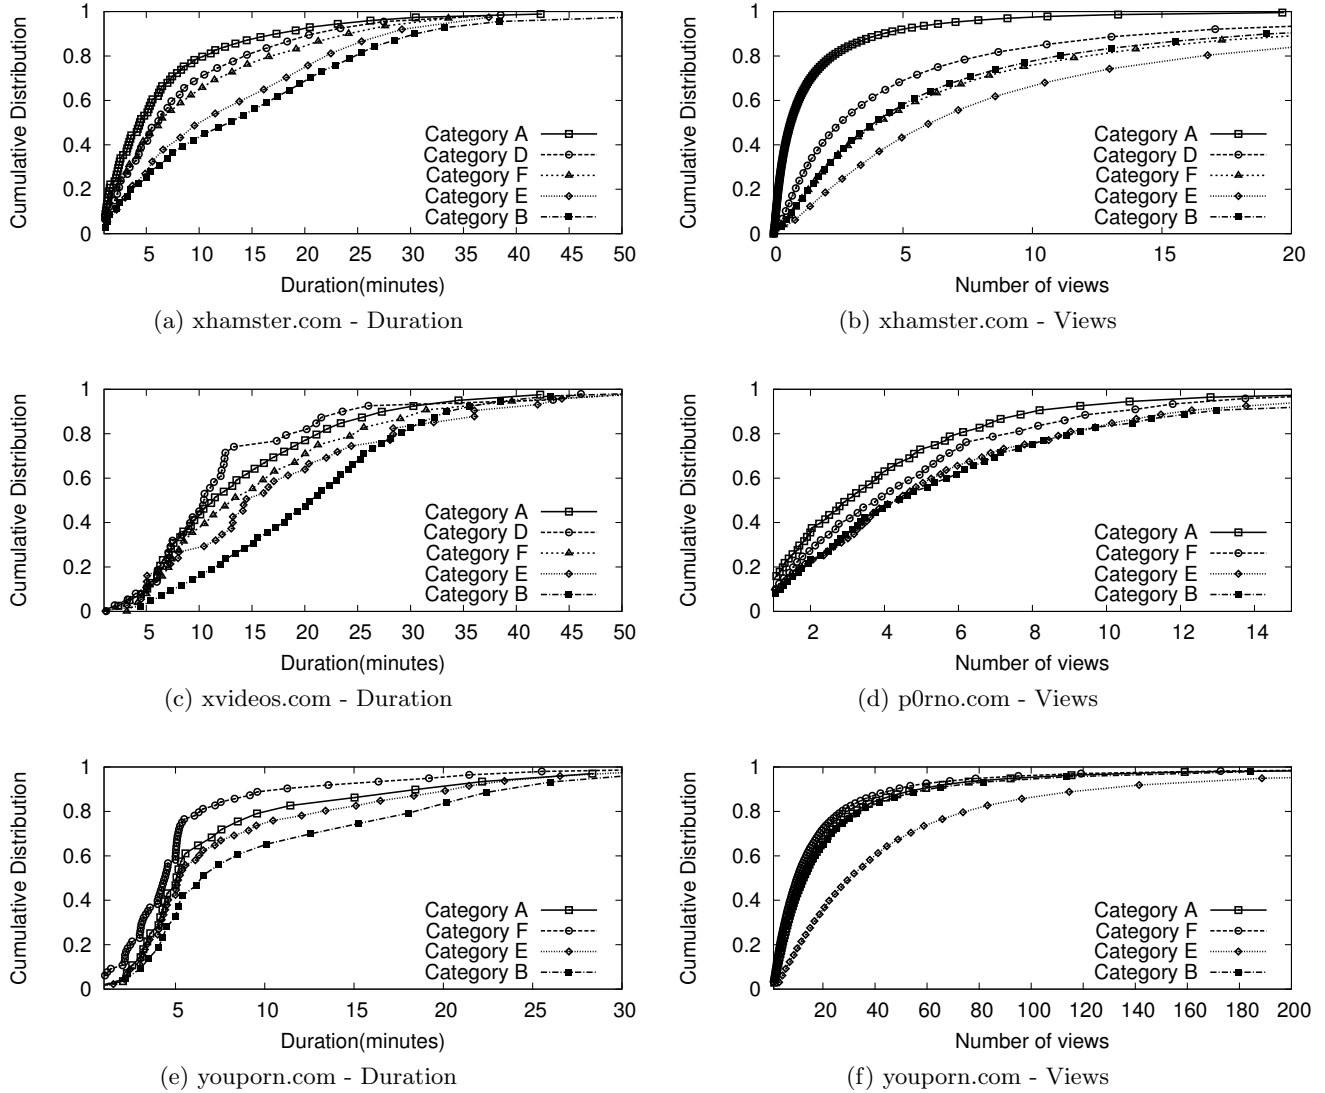 Cumulative Distribution
1
0.8
0.6
0.4
0.2
0
Category A
Category D
Category F
Category E
Category B
5 10 15 20 25 30 35 40 45 50
Duration(minutes)
(a) xhamster.com - Duration
Cumulative Distribution
1
0.8
0.6
0.4
0.2
0
Category A
Category D
Category F
Category E
Category B
0 5 10 15 20
Number of views
(b) xhamster.com - Views
Cumulative Distribution
1
0.8
0.6
0.4
0.2
0
Category A
Category D
Category F
Category E
Category B
5 10 15 20 25 30 35 40 45 50
Duration(minutes)
(c) xvideos.com - Duration
Cumulative Distribution
1
0.8
0.6
0.4
0.2
0
Category A
Category F
Category E
Category B
2 4 6 8 10 12 14
Number of views
(d) p0rno.com - Views
Cumulative Distribution
1
0.8
0.6
0.4
0.2
0
Category A
Category F
Category E
Category B
5 10 15 20 25 30
Duration(minutes)
(e) youporn.com - Duration
Cumulative Distribution
1
0.8
0.6
0.4
0.2
0
Category A
Category F
Category E
Category B
20 40 60 80 100 120 140 160 180 200
Number of views
(f) youporn.com - Views